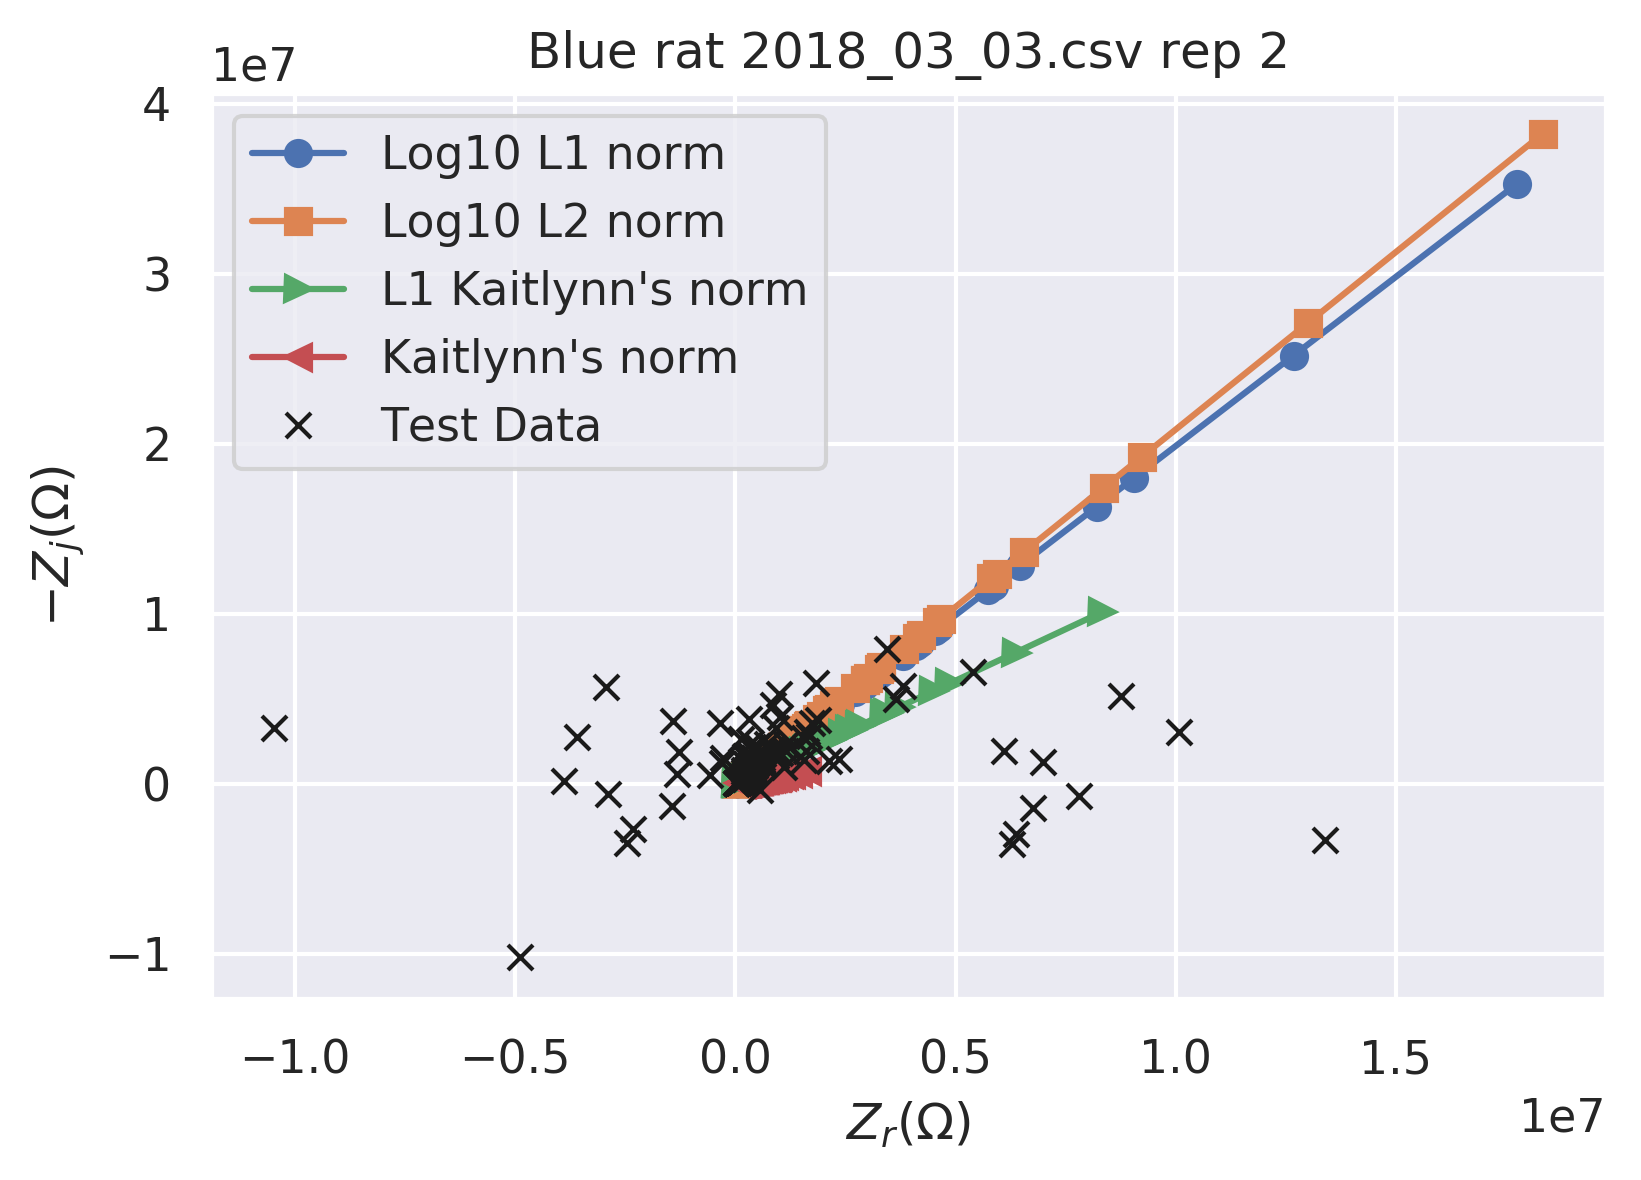 Blue rat 2018_03_03.csv rep 2
1e7
4
3
2
1
0
−1
−Z_j(Ω)
Log10 L1 norm
Log10 L2 norm
L1 Kaitlynn's norm
Kaitlynn's norm
Test Data
−1.0 −0.5 0.0 0.5 1.0 1.5
1e7
Z_r(Ω)